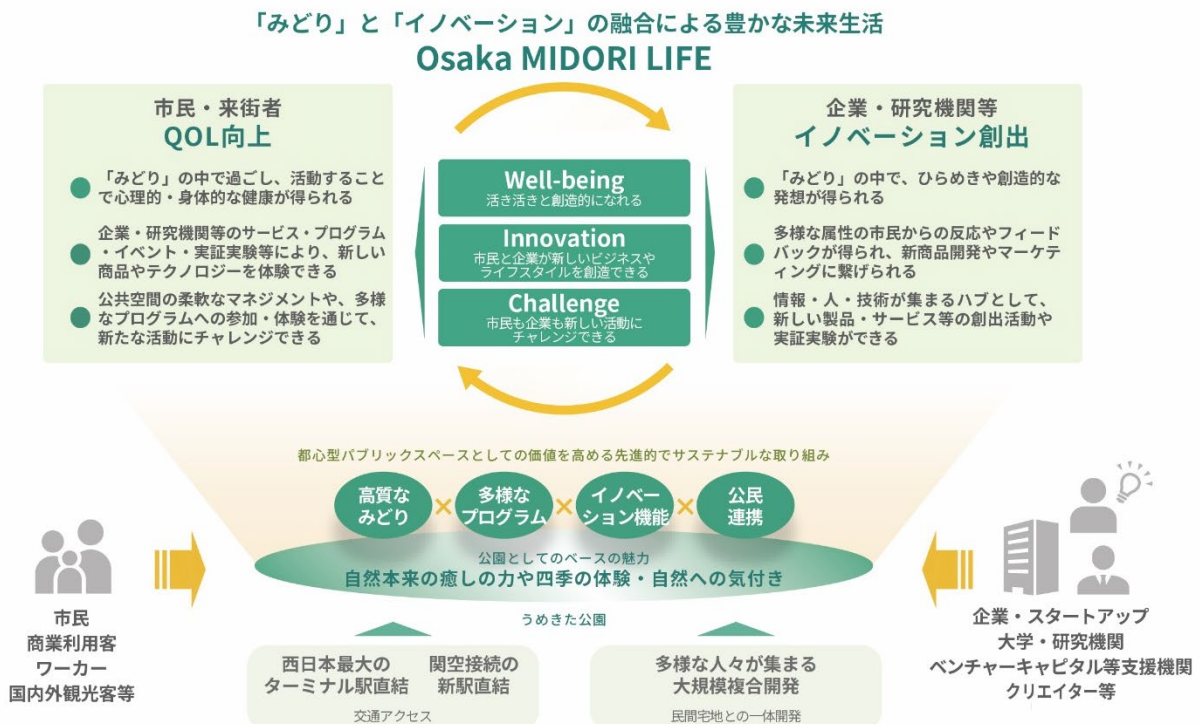 「みどり」と「イノベーション」の融合による豊かな未来生活
Osaka MIDORI LIFE
市民・来街者
QOL向上
「みどり」の中で過ごし、活動すること
で心理的・身体的な健康が得られる
企業・研究機関等のサービス・プログラム
・イベント・実証実験等により、新しい
商品やテクノロジーを体験できる
公共空間の柔軟なマネジメントや、多様
なプログラムへの参加・体験を通じて、
新たな活動にチャレンジできる
Well-being
活き活きと創造的になれる
Innovation
市民と企業が新しいビジネスや
ライフスタイルを創造できる
Challenge
市民も企業も新しい活動に
チャレンジできる
企業・研究機関等
イノベーション創出
「みどり」の中で、ひらめきや創造的な
発想が得られる
多様な属性の市民からの反応やフィード
バックが得られ、新商品開発やマーケ
ティングに繋げられる
情報・人・技術が集まるハブとして、
新しい製品・サービス等の創出活動や
実証実験ができる
都心型パブリックスペースとしての価値を高める先進的でサステナブルな取り組み
高質な
みどり
×
多様な
プログラム
×
イノベー
ション機能
×
公民
連携
公園としてのベースの魅力
自然本来の癒しの力や四季の体験・自然への気付き
うめきた公園
市民
商業利用客
ワーカー
国内外観光客等
西日本最大の
ターミナル駅直結
関空接続の
新駅直結
交通アクセス
多様な人々が集まる
大規模複合開発
民間宅地との一体開発
企業・スタートアップ
大学・研究機関
ベンチャーキャピタル等支援機関
クリエイター等